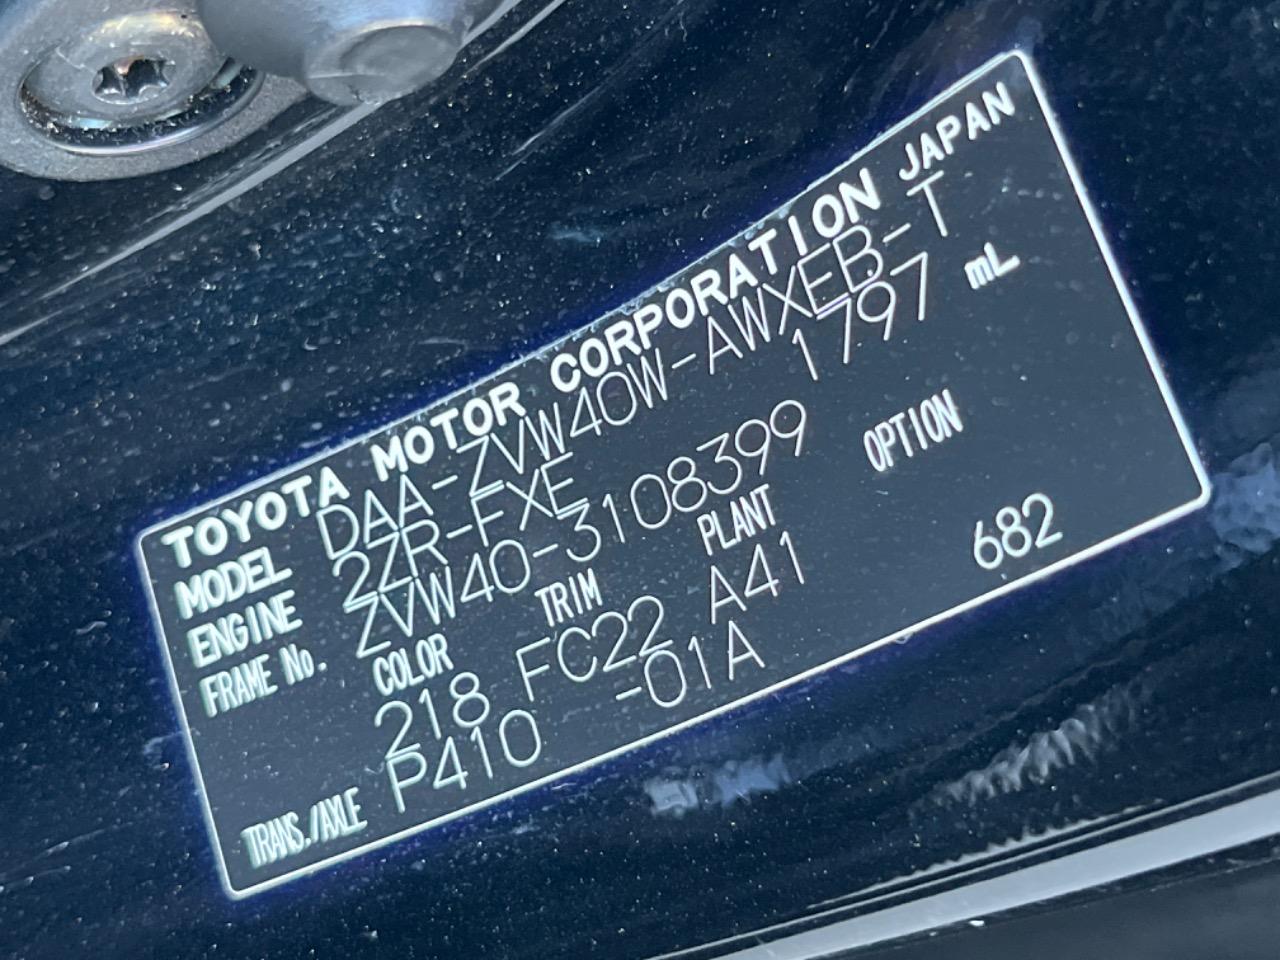 TOYOTA MOTOR CORPORATION JAPAN
MODEL DAA-ZVW40W-AWXEB-T
ENGINE 2ZR-FXE 1797 mL
FRAME No. ZVW40-3108399
COLOR TRIM PLANT OPTION
218 FC22 A41 682
TRANS./AXLE P410 -01A